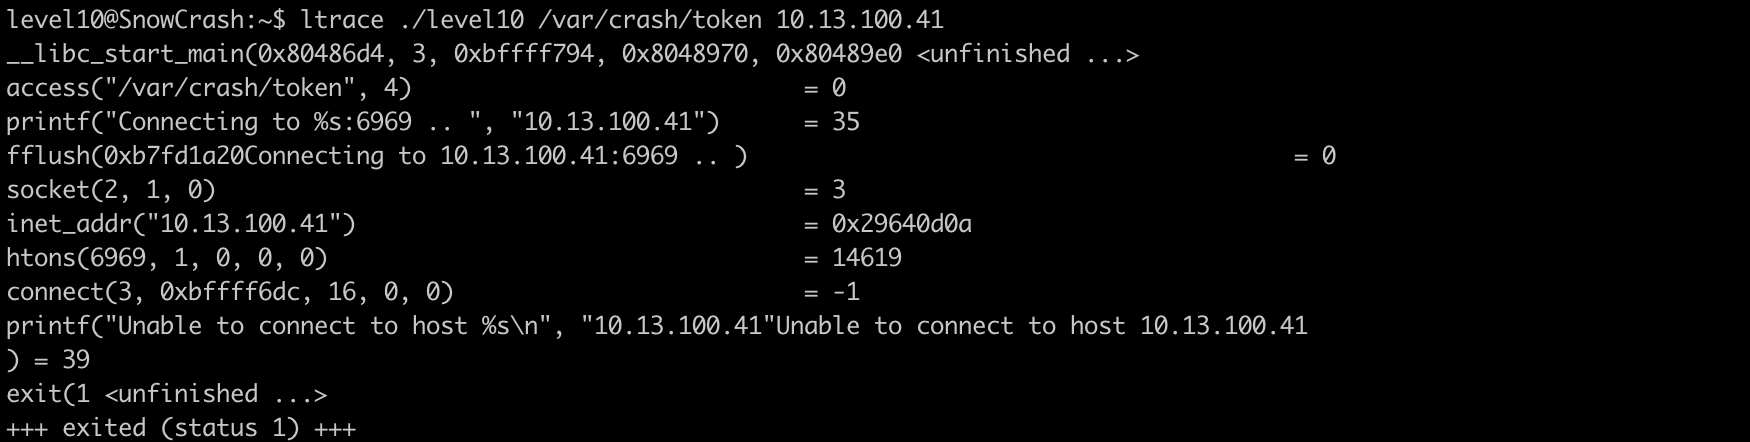 level10@SnowCrash:~$ ltrace ./level10 /var/crash/token 10.13.100.41
__libc_start_main(0x80486d4, 3, 0xbffff794, 0x8048970, 0x80489e0 <unfinished ...>
access("/var/crash/token", 4)                            = 0
printf("Connecting to %s:6969 .. ", "10.13.100.41")      = 35
fflush(0xb7fd1a20Connecting to 10.13.100.41:6969 .. )                                       = 0
socket(2, 1, 0)                                          = 3
inet_addr("10.13.100.41")                                = 0x29640d0a
htons(6969, 1, 0, 0, 0)                                  = 14619
connect(3, 0xbffff6dc, 16, 0, 0)                         = -1
printf("Unable to connect to host %s\n", "10.13.100.41"Unable to connect to host 10.13.100.41
) = 39
exit(1 <unfinished ...>
+++ exited (status 1) +++